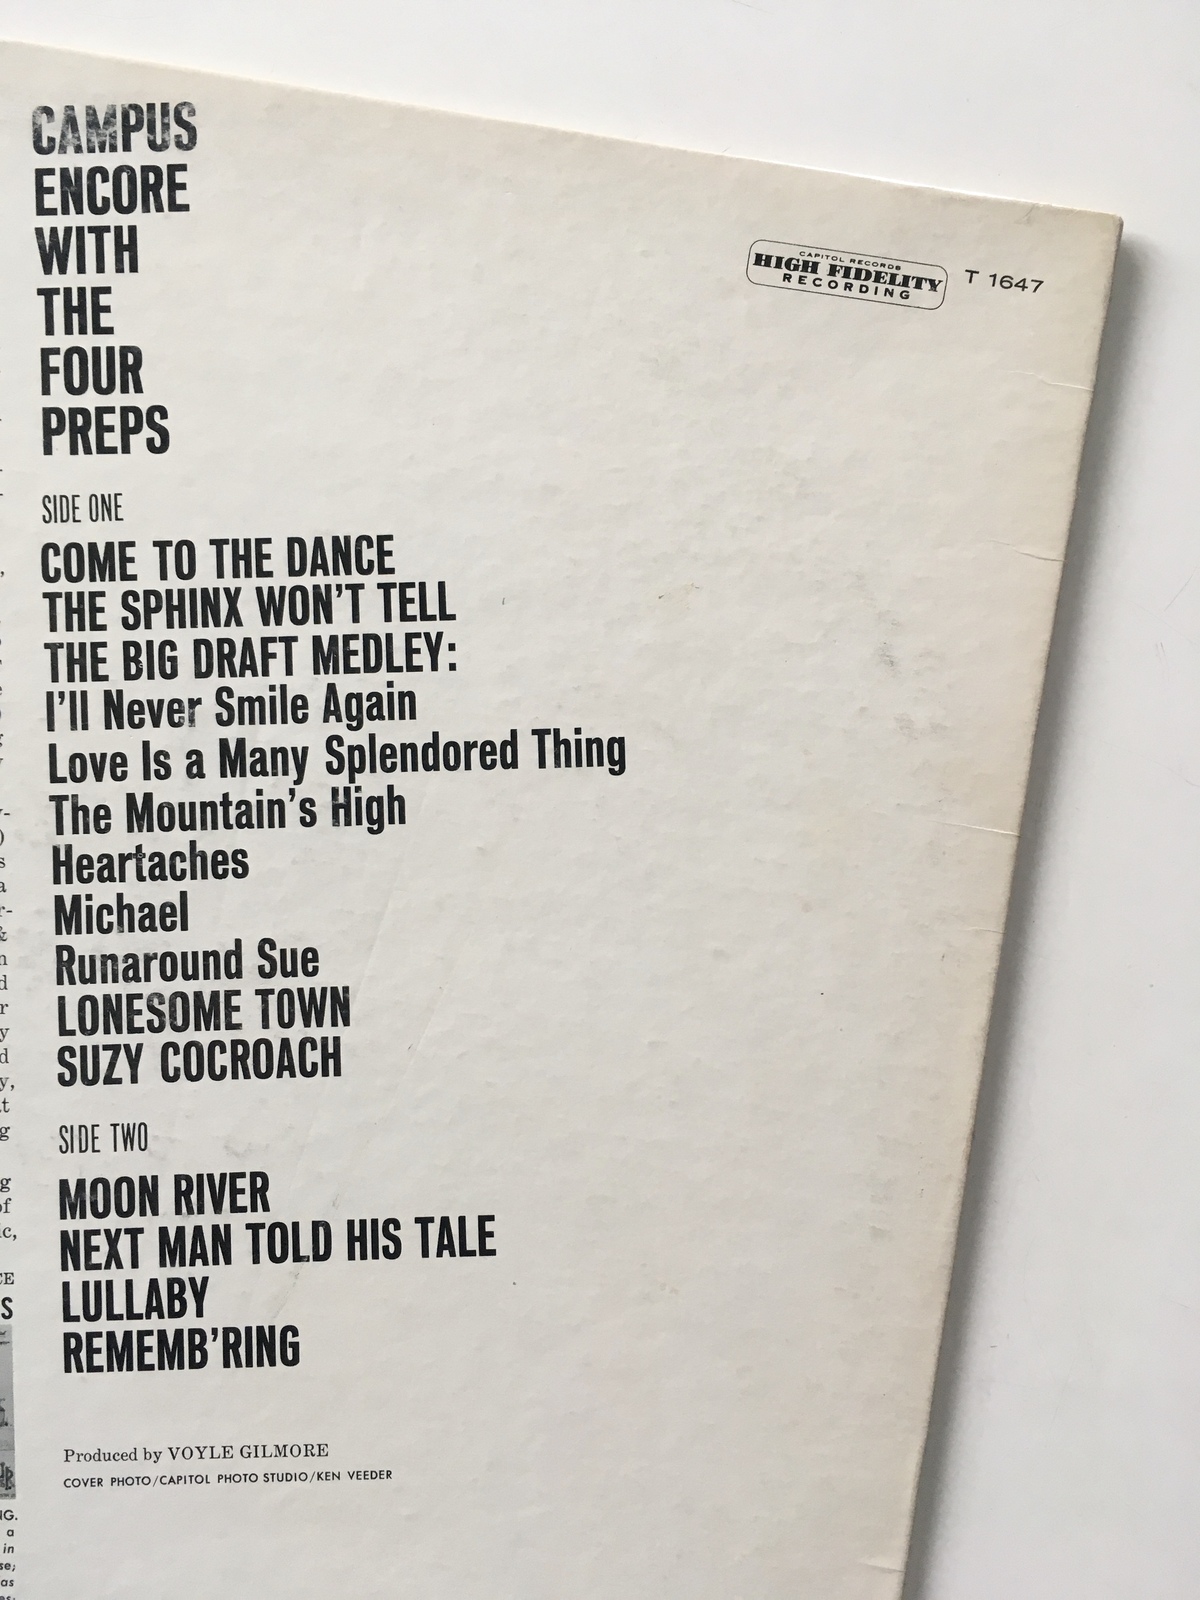 CAMPUS
ENCORE
WITH
THE
FOUR
PREPS
CAPITOL RECORDS
HIGH FIDELITY
RECORDING
T 1647
SIDE ONE
COME TO THE DANCE
THE SPHINX WON'T TELL
THE BIG DRAFT MEDLEY:
I'll Never Smile Again
Love Is a Many Splendored Thing
The Mountain's High
Heartaches
Michael
Runaround Sue
LONESOME TOWN
SUZY COCROACH
SIDE TWO
MOON RIVER
NEXT MAN TOLD HIS TALE
LULLABY
REMEMB'RING
Produced by VOYLE GILMORE
COVER PHOTO/CAPITOL PHOTO STUDIO/KEN VEEDER